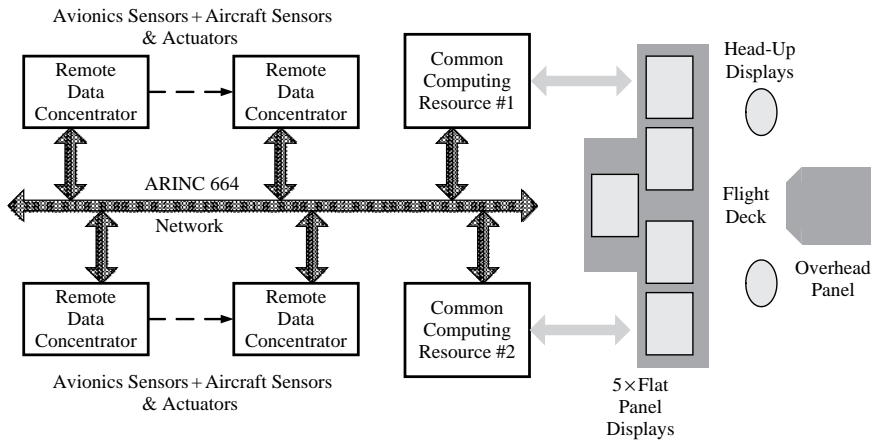 Avionics Sensors + Aircraft Sensors
& Actuators
Remote
Data
Concentrator
Remote
Data
Concentrator
Common
Computing
Resource #1
Head-Up
Displays
ARINC 664
Network
Flight
Deck
Overhead
Panel
Remote
Data
Concentrator
Remote
Data
Concentrator
Common
Computing
Resource #2
Avionics Sensors + Aircraft Sensors
& Actuators
5×Flat
Panel
Displays